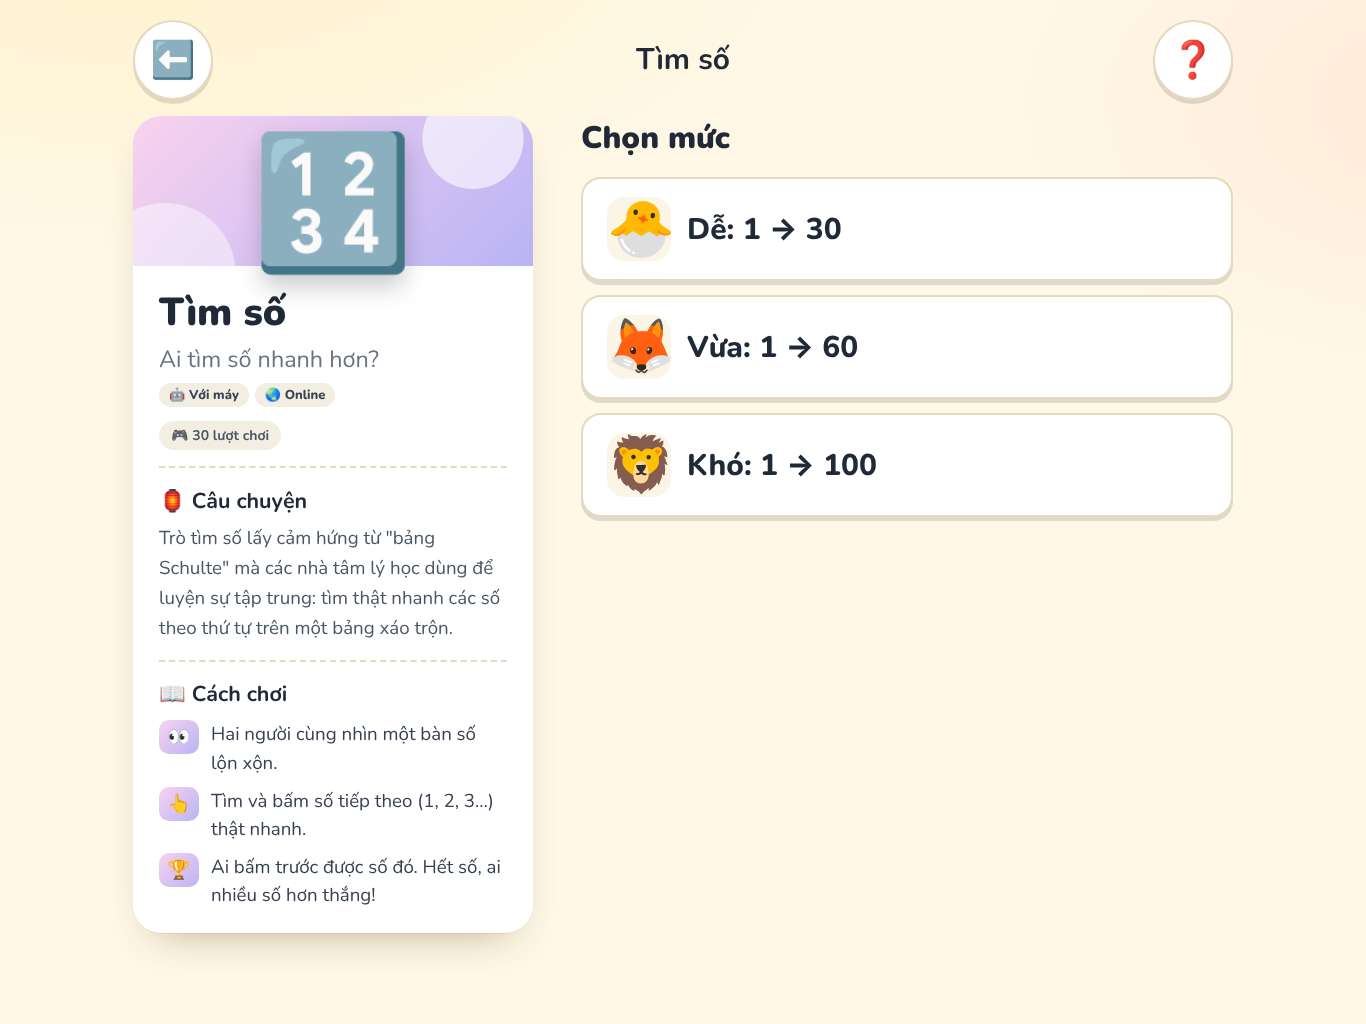 Tìm số
1 2
3 4
Tìm số
Ai tìm số nhanh hơn?
Với máy
Online
30 lượt chơi
Câu chuyện
Trò tìm số lấy cảm hứng từ "bảng
Schulte" mà các nhà tâm lý học dùng để
luyện sự tập trung: tìm thật nhanh các số
theo thứ tự trên một bảng xáo trộn.
Cách chơi
Hai người cùng nhìn một bàn số
lộn xộn.
Tìm và bấm số tiếp theo (1, 2, 3...)
thật nhanh.
Ai bấm trước được số đó. Hết số, ai
nhiều số hơn thắng!
Chọn mức
Dễ: 1 → 30
Vừa: 1 → 60
Khó: 1 → 100